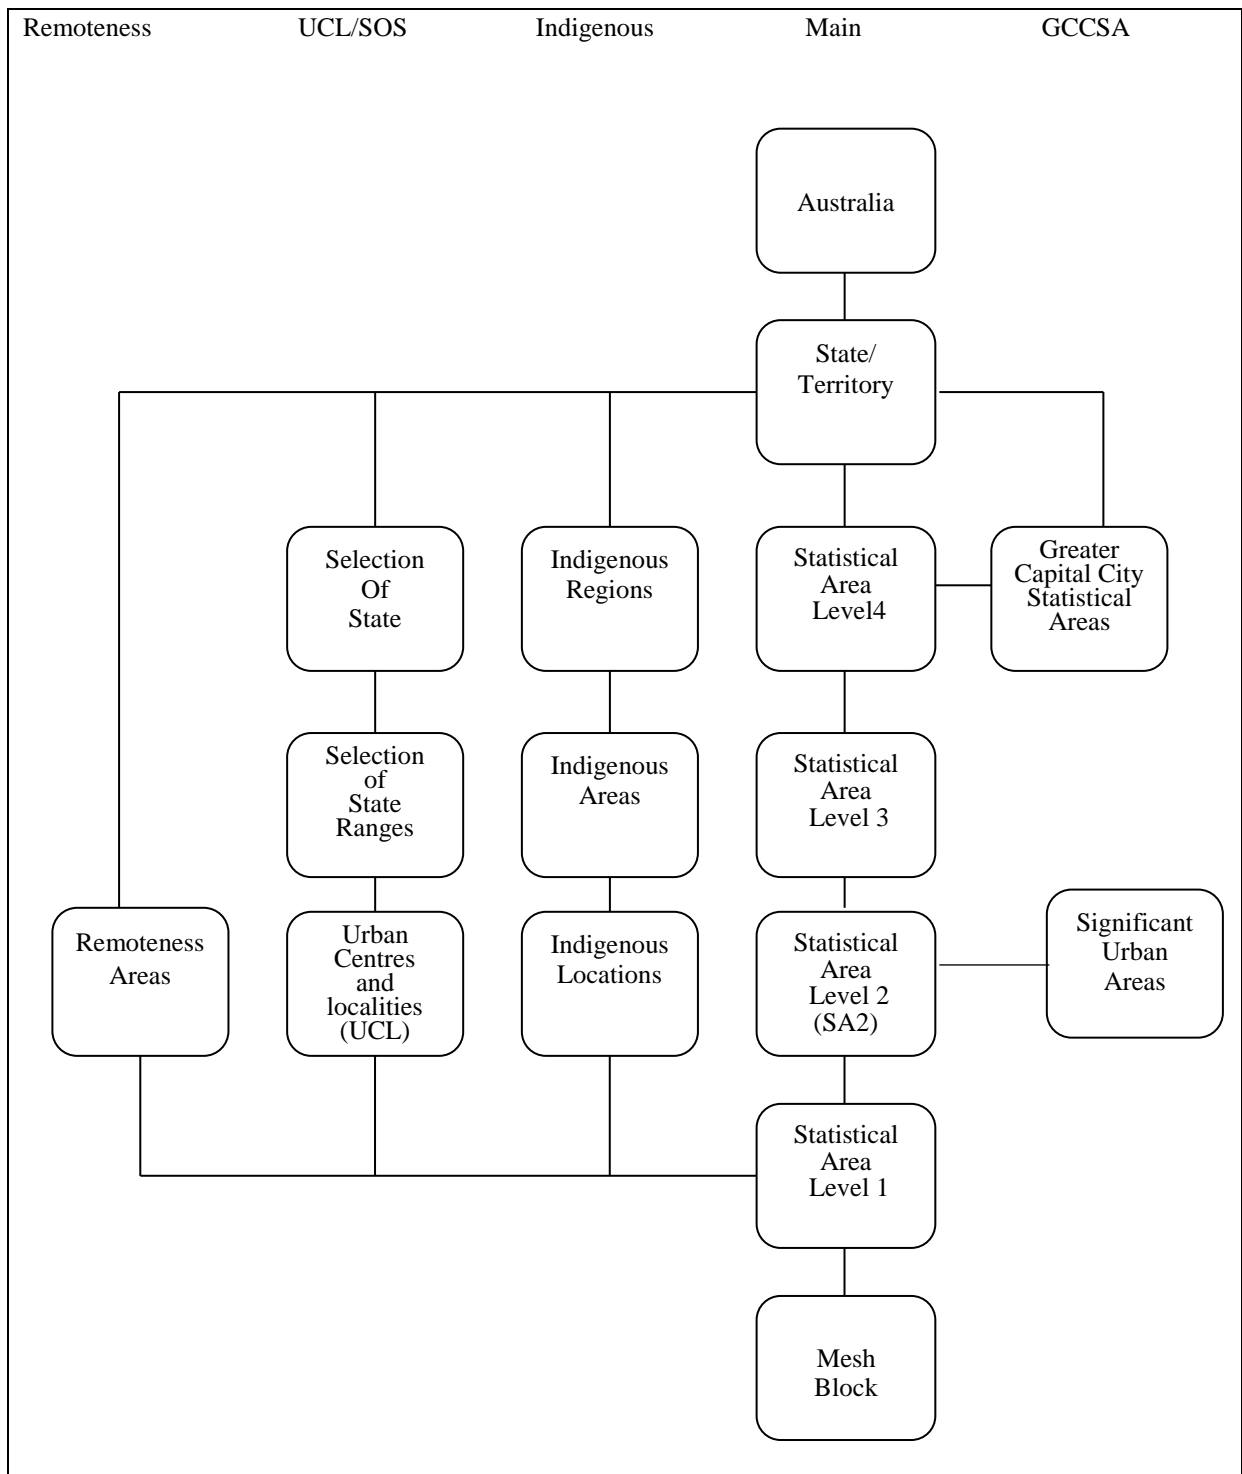 Remoteness
UCL/SOS
Indigenous
Main
GCCSA
Australia
State/
Territory
Selection
Of
State
Indigenous
Regions
Statistical
Area
Level4
Greater
Capital City
Statistical
Areas
Selection
of
State
Ranges
Indigenous
Areas
Statistical
Area
Level 3
Remoteness
Areas
Urban
Centres
and
localities
(UCL)
Indigenous
Locations
Statistical
Area
Level 2
(SA2)
Significant
Urban
Areas
Statistical
Area
Level 1
Mesh
Block